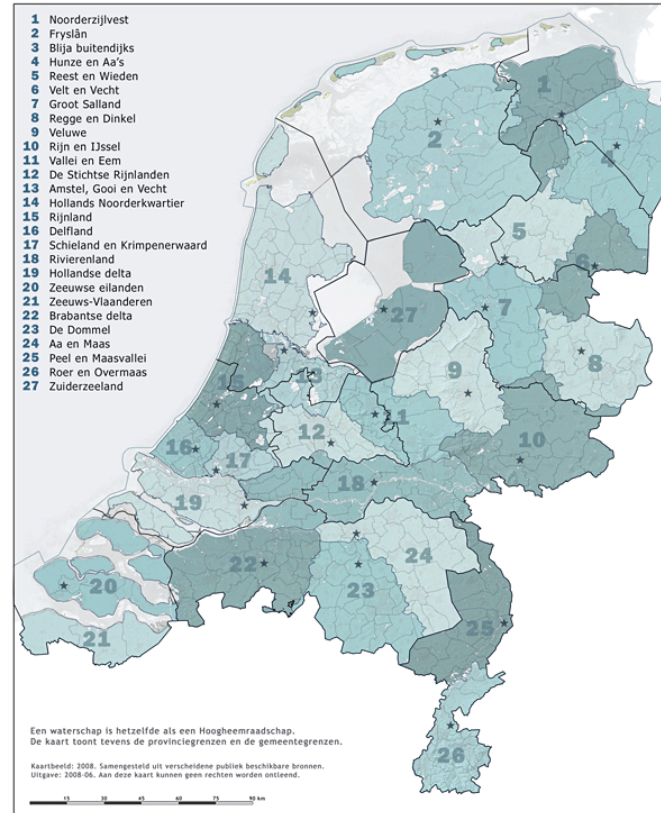 1 Noorderzijlvest
2 Fryslân
3 Blija buitendijks
4 Hunze en Aa's
5 Reest en Wieden
6 Velt en Vecht
7 Groot Salland
8 Regge en Dinkel
9 Veluwe
10 Rijn en IJssel
11 Vallei en Eem
12 De Stichtse Rijnlanden
13 Amstel, Gooi en Vecht
14 Hollands Noorderkwartier
15 Rijnland
16 Delfland
17 Schieland en Krimpenerwaard
18 Rivierenland
19 Hollandse delta
20 Zeeuwse eilanden
21 Zeeuws-Vlaanderen
22 Brabantse delta
23 De Dommel
24 Aa en Maas
25 Peel en Maasvallei
26 Roer en Overmaas
27 Zuiderzeeland
3
1
2
4
5
6
14
27
7
8
15
13
9
11
12
10
16
17
18
19
24
22
23
20
25
21
26
Een waterschap is hetzelfde als een Hoogheemraadschap.
De kaart toont tevens de provinciegrenzen en de gemeentegrenzen.
Kaartbeeld: 2008. Samengesteld uit verscheidene publiek beschikbare bronnen.
Uitgave: 2008-06. Aan deze kaart kunnen geen rechten worden ontleend.
15 30 45 60 75 90 km